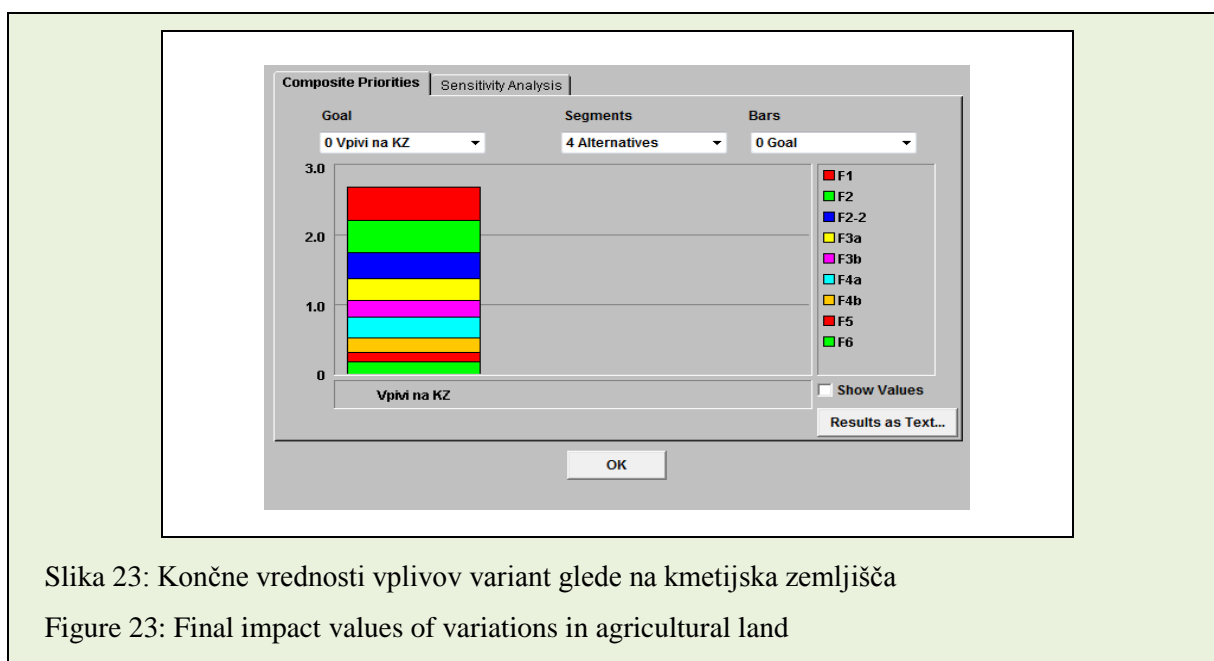 Composite Priorities Sensitivity Analysis
Goal Segments Bars
0 Vpivi na KZ 4 Alternatives 0 Goal
3.0
2.0
1.0
0
F1
F2
F2-2
F3a
F3b
F4a
F4b
F5
F6
Vpivi na KZ
Show Values
Results as Text...
OK
Slika 23: Končne vrednosti vplivov variant glede na kmetijska zemljišča
Figure 23: Final impact values of variations in agricultural land